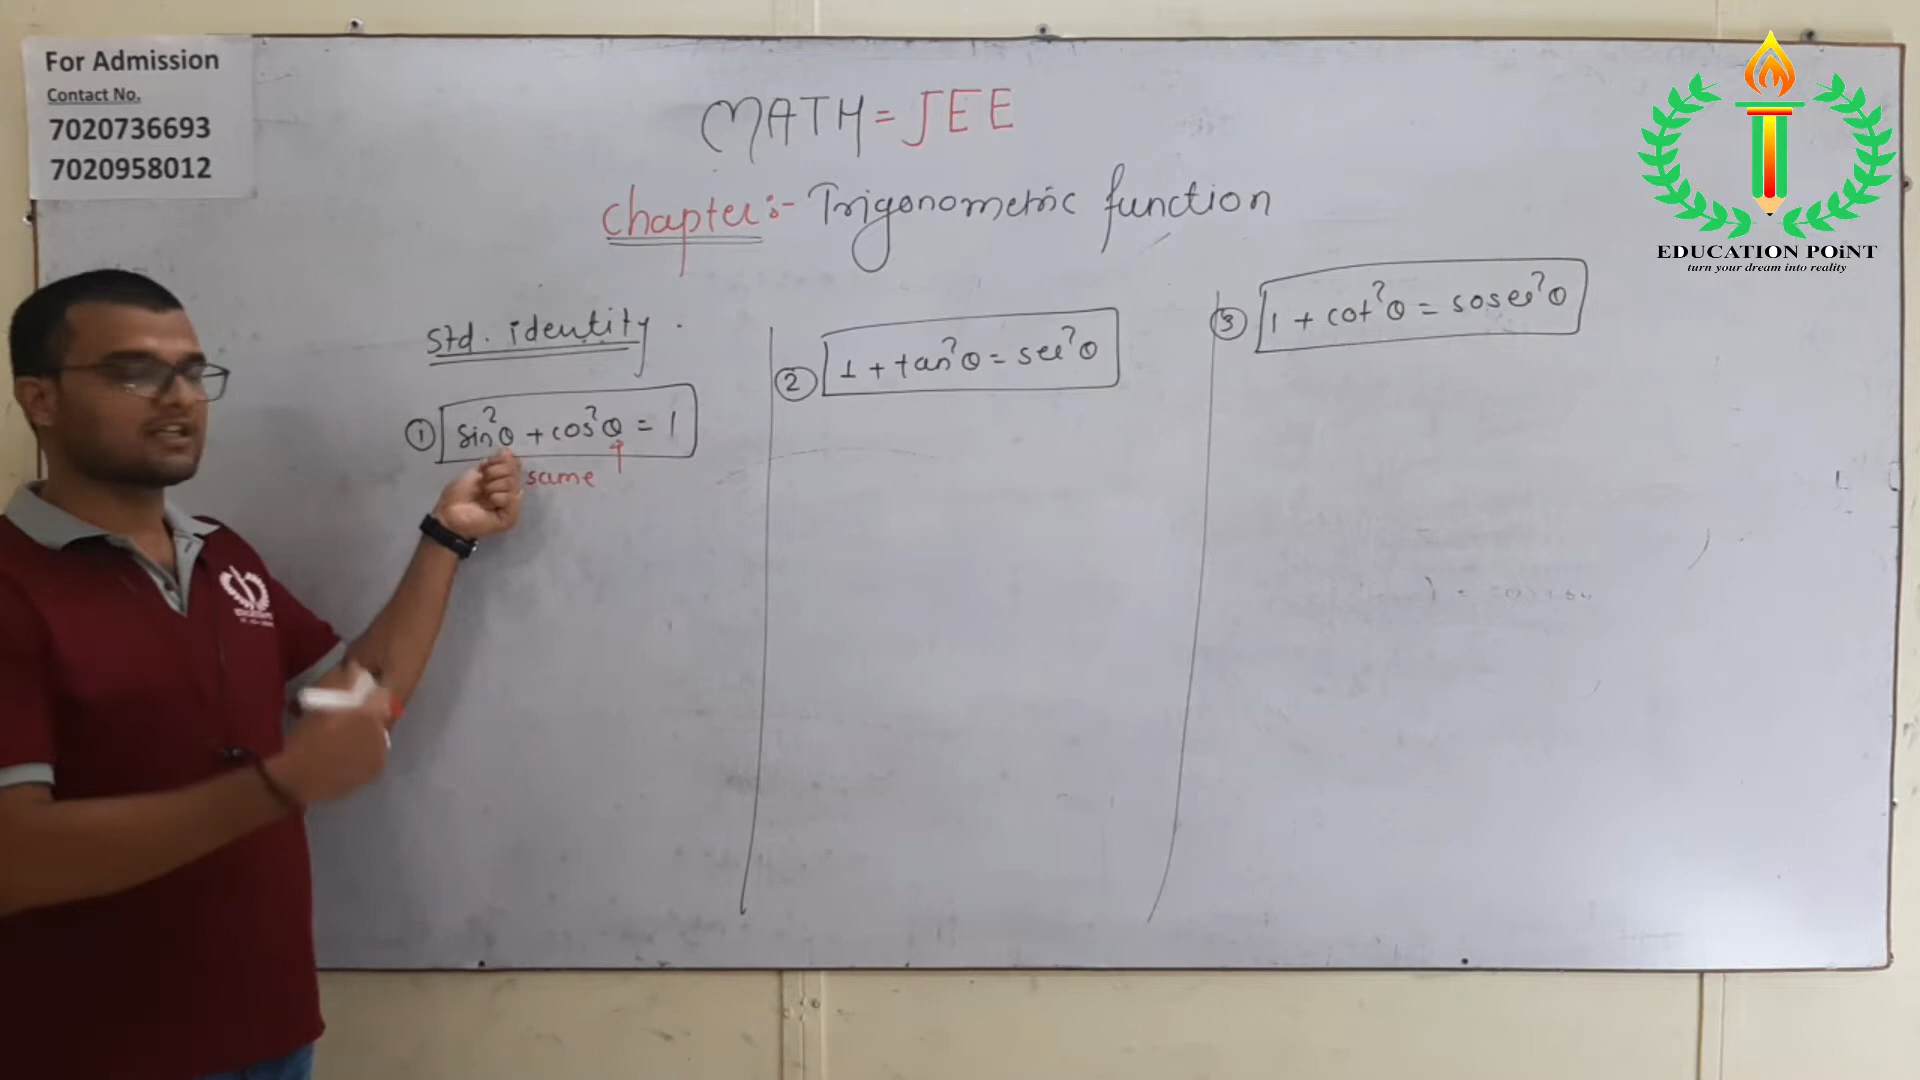 For Admission
Contact No.
7020736693
7020958012
MATH = JEE
Chapter :- Trigonometric function
EDUCATION POiNT
turn your dream into reality
Std. identity.
① sin²θ + cos²θ = 1
same
② 1 + tan²θ = sec²θ
③ 1 + cot²θ = cosec²θ